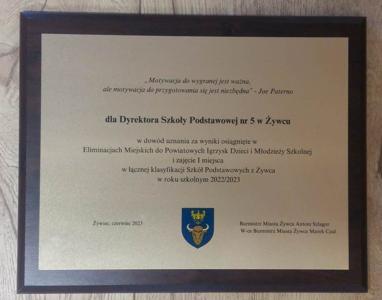 „Motywacja do wygranej jest ważna,
ale motywacja do przygotowania się jest niezbędna" - Joe Paterno
dla Dyrektora Szkoły Podstawowej nr 5 w Żywcu
w dowód uznania za wyniki osiągnięte w
Eliminacjach Miejskich do Powiatowych Igrzysk Dzieci i Młodzieży Szkolnej
i zajęcie I miejsca
w łącznej klasyfikacji Szkół Podstawowych z Żywca
w roku szkolnym 2022/2023
Żywiec, czerwiec 2023
Burmistrz Miasta Żywca Antoni Szlagor
W-ce Burmistrz Miasta Żywca Marek Czul